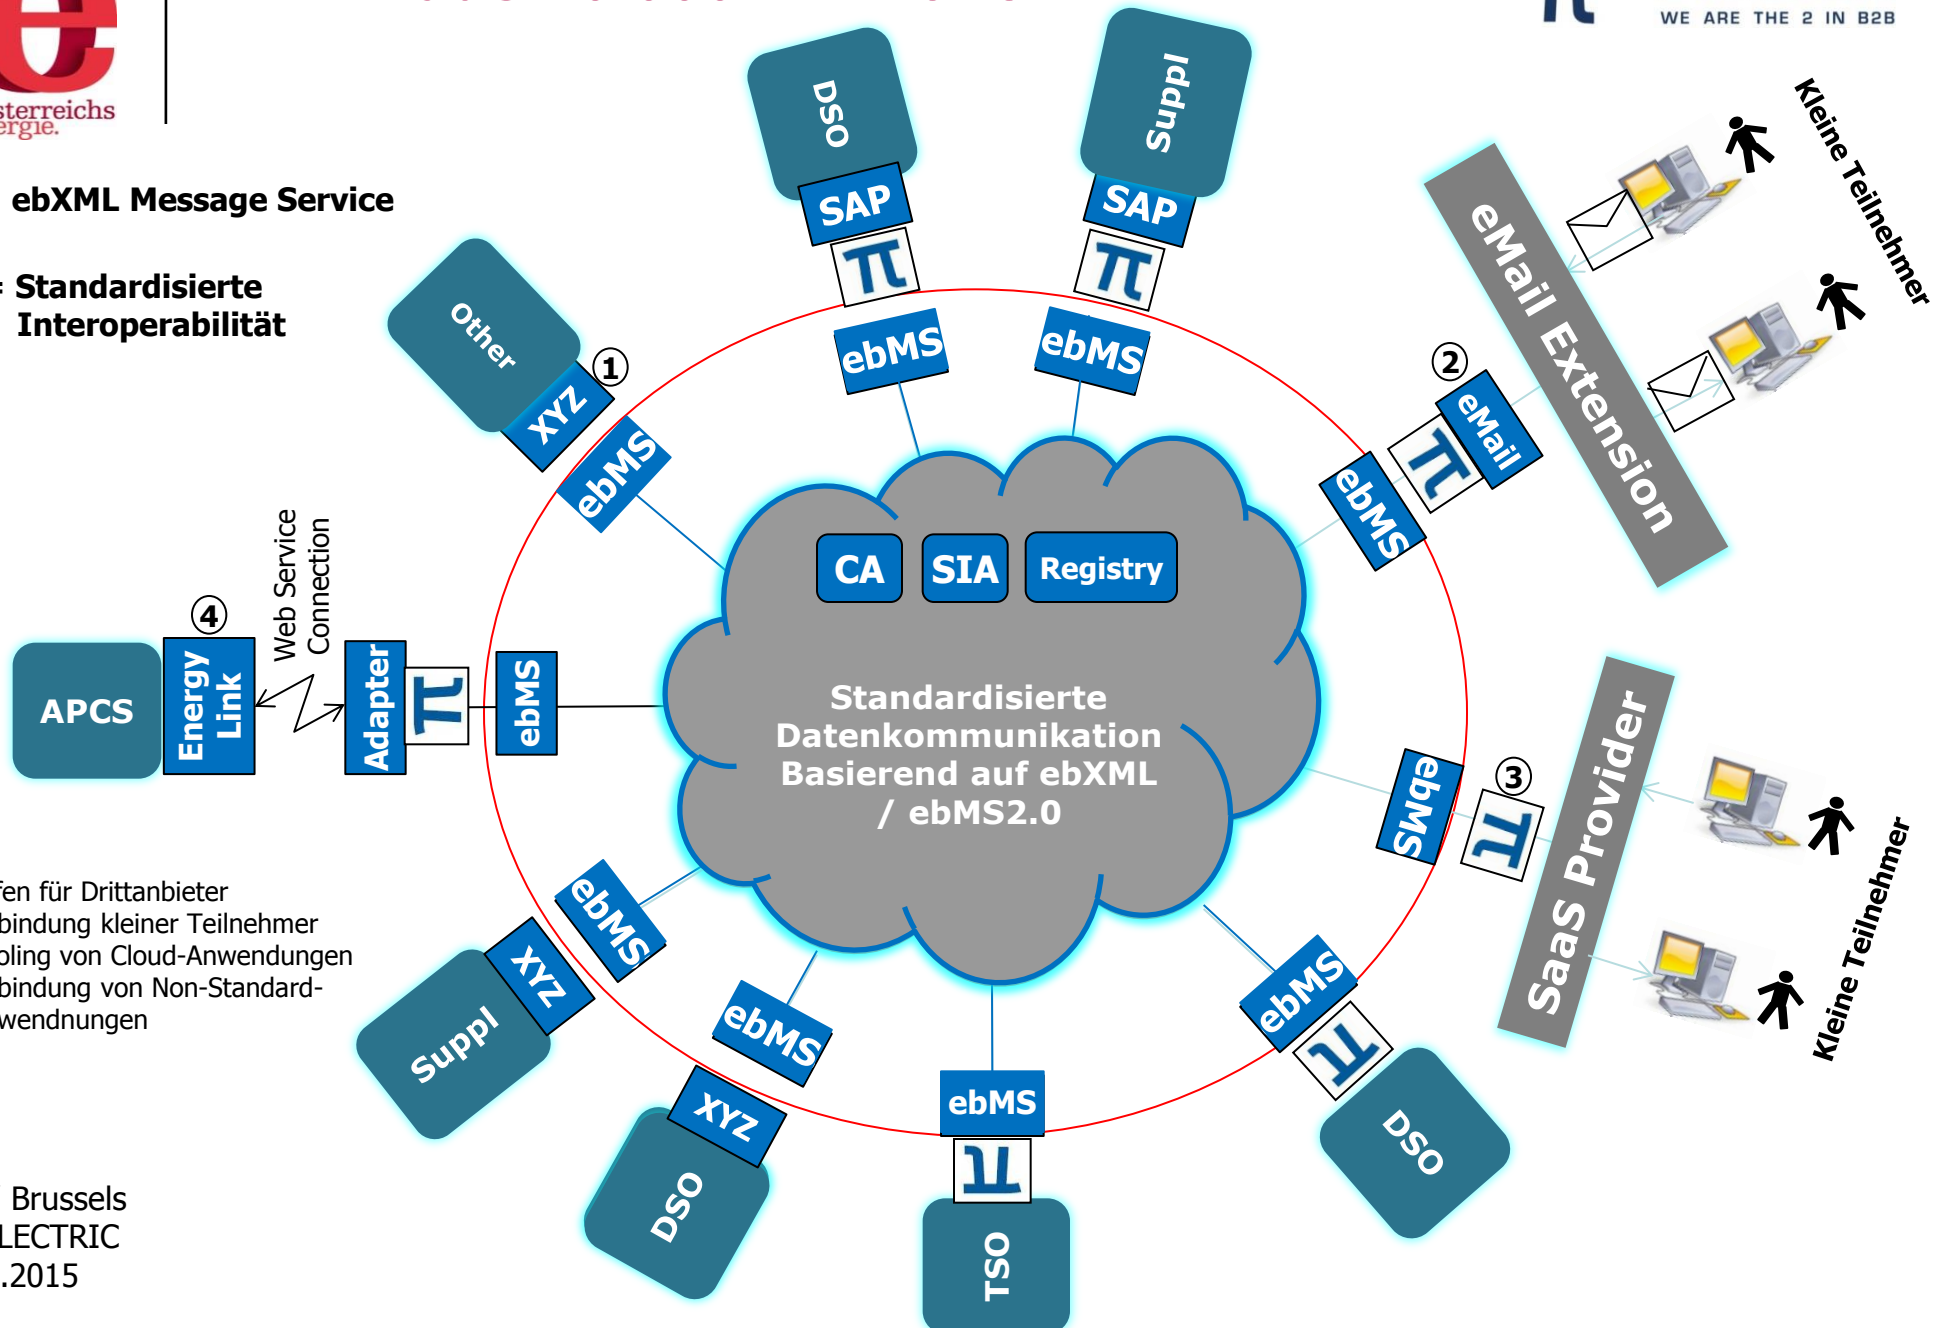 WE ARE THE 2 IN B2B
sterreichs
ergie.
ebXML Message Service
= Standardisierte
Interoperabilität
DSO
SAP
π
ebMS
Suppl
SAP
π
ebMS
Other
XYZ
①
ebMS
②
eMail
π
ebMS
eMail Extension
Kleine Teilnehmer
CA
SIA
Registry
Standardisierte
Datenkommunikation
Basierend auf ebXML
/ ebMS2.0
④
APCS
Energy
Link
Web Service
Connection
Adapter
π
ebMS
ebMS
③
π
SaaS Provider
Kleine Teilnehmer
fen für Drittanbieter
bindung kleiner Teilnehmer
oling von Cloud-Anwendungen
bindung von Non-Standard-
wendnungen
ebMS
XYZ
Suppl
ebMS
XYZ
DSO
ebMS
π
TSO
ebMS
π
DSO
Brussels
LECTRIC
.2015